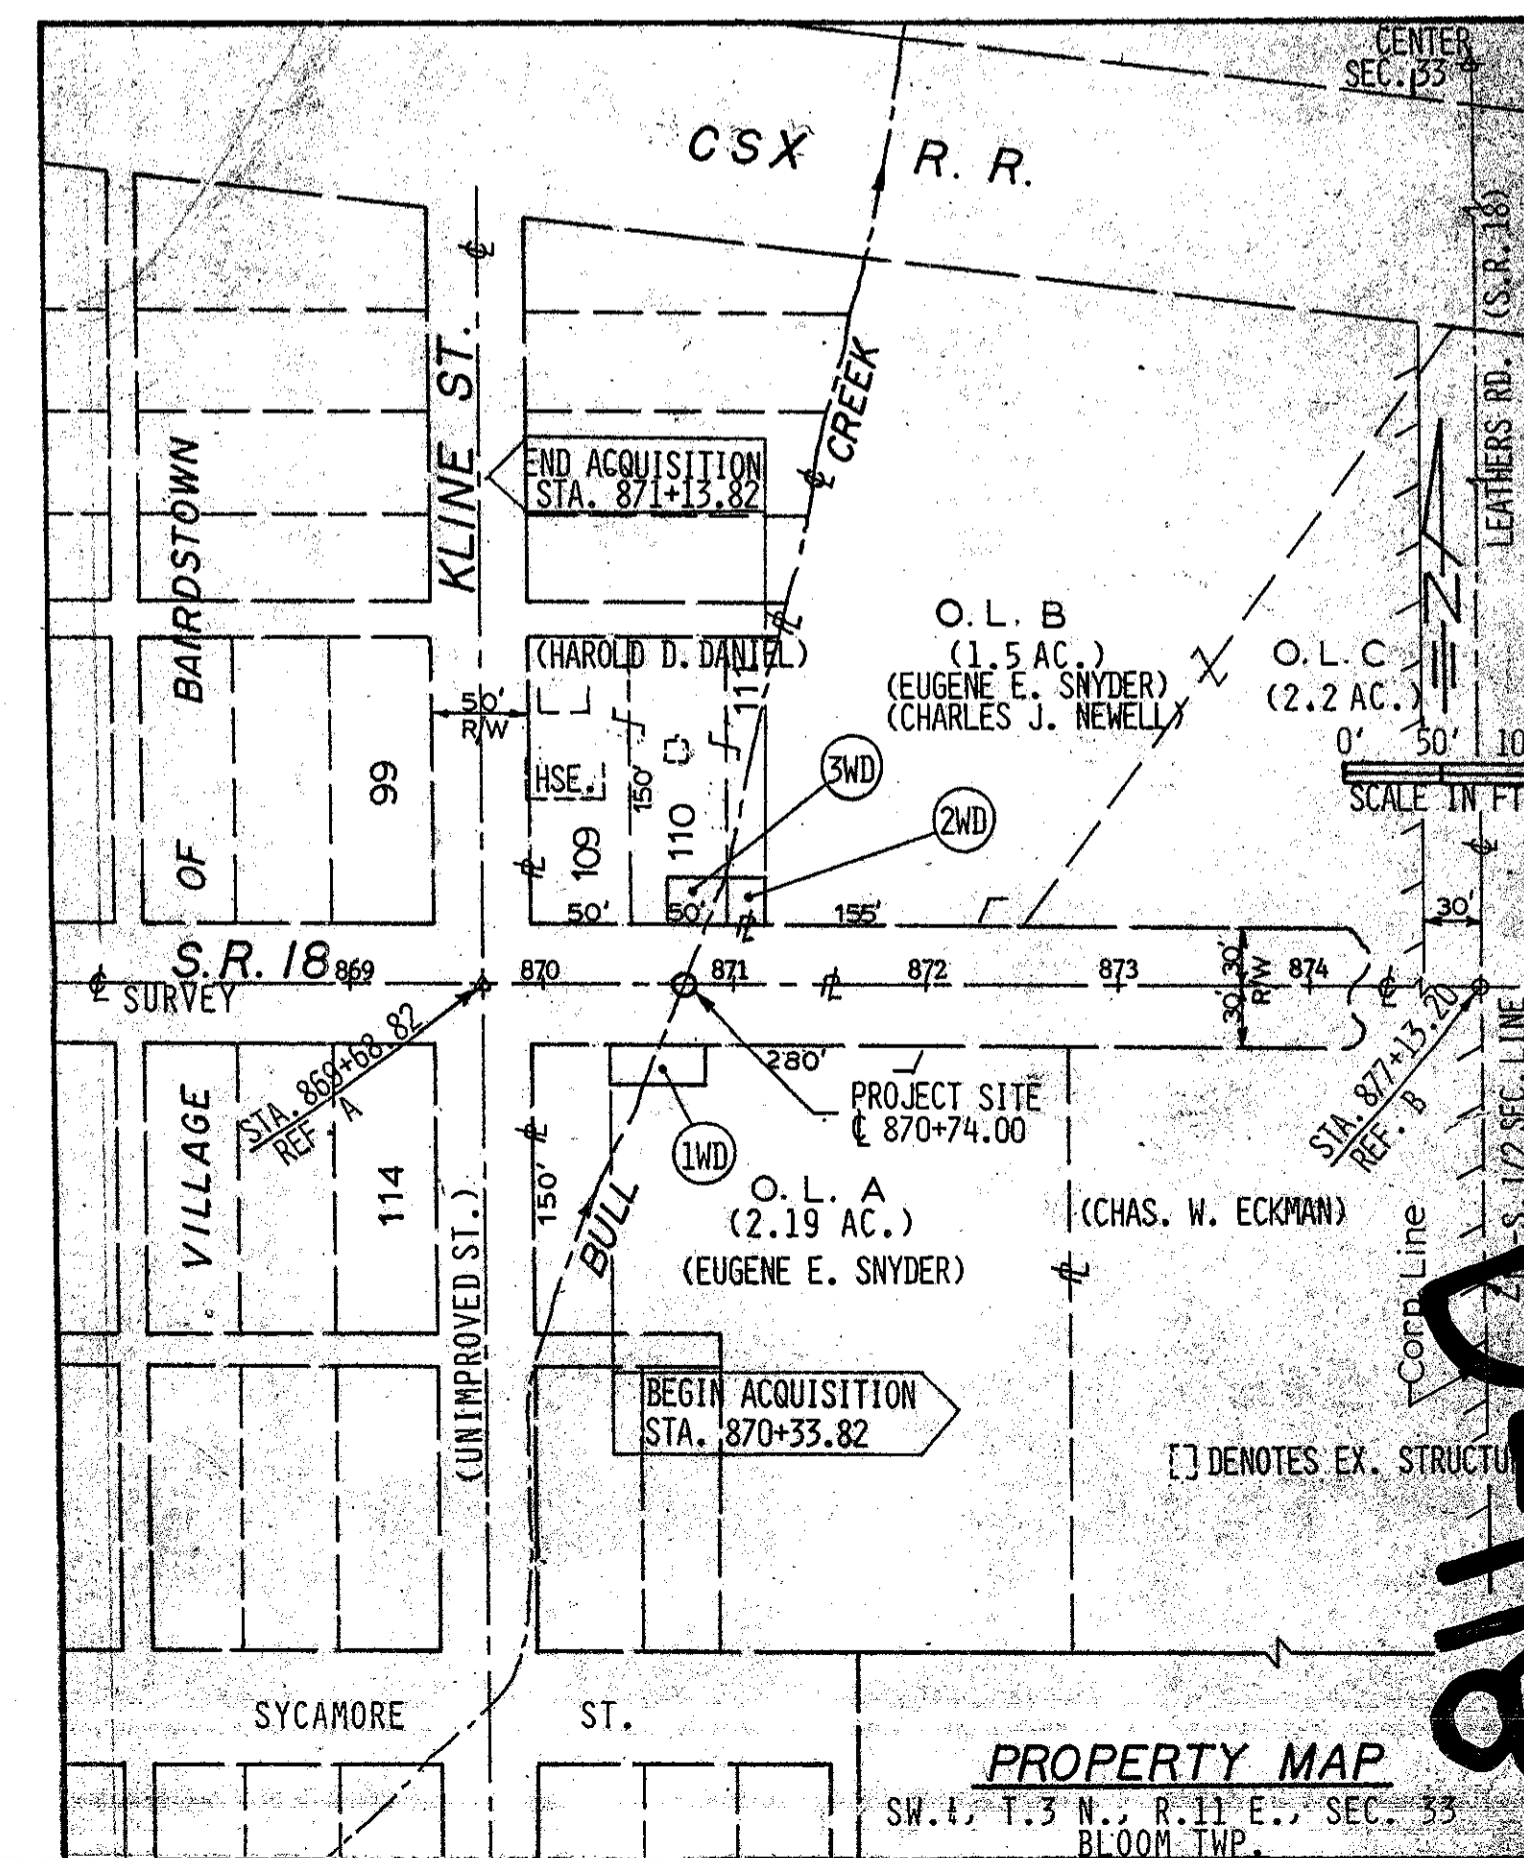 CENTER
SEC. 33
CSX R. R.
LEATHERS RD. (S.R. 18)
KLINE ST.
CREEK
END ACQUISITION
STA. 871+13.82
VILLAGE OF BAIRDSTOWN
(HAROLD D. DANIEL)
O. L. B
(1.5 AC.)
(EUGENE E. SNYDER)
(CHARLES J. NEWELL)
O. L. C
(2.2 AC.)
N
50'
R/W
99
HSE.
150'
109
110
111
3WD
2WD
0' 50'
SCALE IN FT
50'
50'
155'
30'
S.R. 18
869
870
871
872
873
874
SURVEY
30'
30'
R/W
STA. 869+68.82
REF. A
STA. 877+13.20
REF. B
280'
PROJECT SITE
℄ 870+74.00
1WD
114
150'
BULL
O. L. A
(2.19 AC.)
(EUGENE E. SNYDER)
(CHAS. W. ECKMAN)
(UNIMPROVED ST.)
Corp Line
-S. 1/2 SEC. LINE
BEGIN ACQUISITION
STA. 870+33.82
[] DENOTES EX.
SYCAMORE ST.
PROPERTY MAP
SW.¼, T.3 N., R.11 E., SEC. 33
BLOOM TWP.